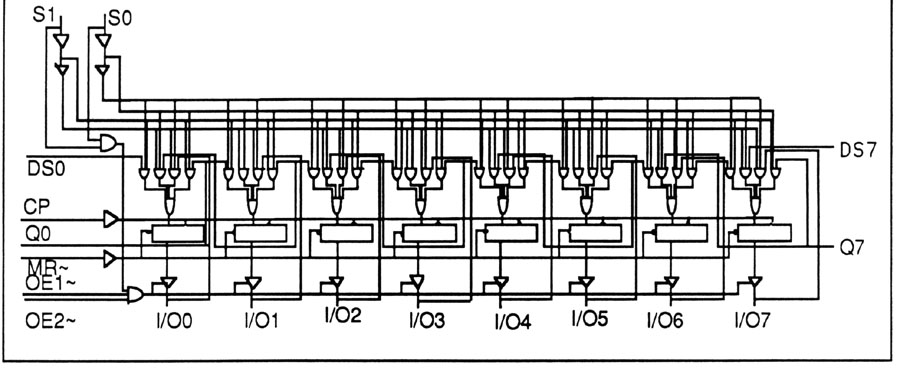 S1 S0
DS7
DS0
CP
Q0
Q7
MR~
OE1~
OE2~
I/O0 I/O1 I/O2 I/O3 I/O4 I/O5 I/O6 I/O7